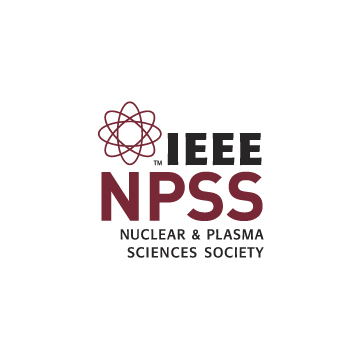 ™IEEE
NPSS
NUCLEAR & PLASMA
SCIENCES SOCIETY